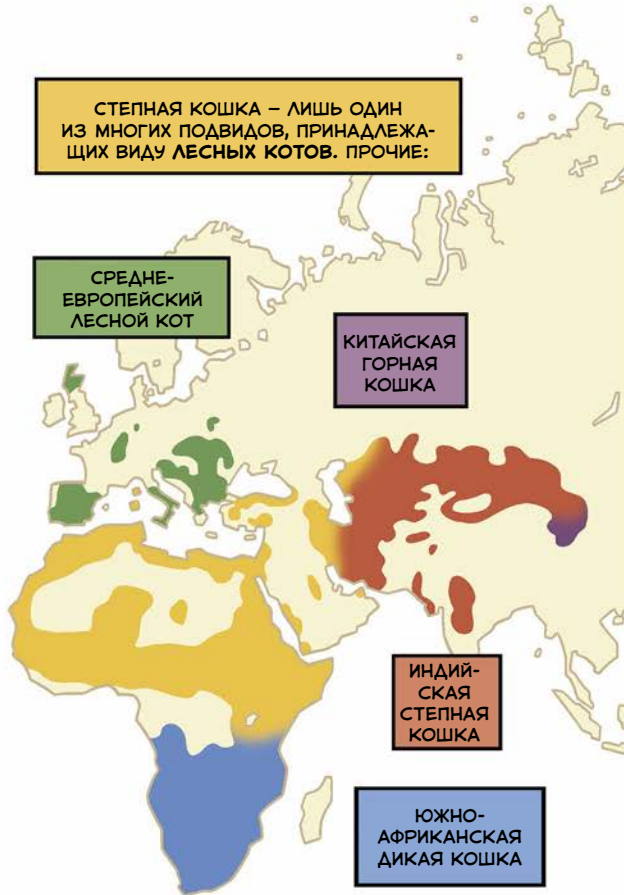 СТЕПНАЯ КОШКА – ЛИШЬ ОДИН
ИЗ МНОГИХ ПОДВИДОВ, ПРИНАДЛЕЖА-
ЩИХ ВИДУ ЛЕСНЫХ КОТОВ. ПРОЧИЕ:
СРЕДНЕ-
ЕВРОПЕЙСКИЙ
ЛЕСНОЙ КОТ
КИТАЙСКАЯ
ГОРНАЯ
КОШКА
ИНДИЙ-
СКАЯ
СТЕПНАЯ
КОШКА
ЮЖНО-
АФРИКАНСКАЯ
ДИКАЯ КОШКА